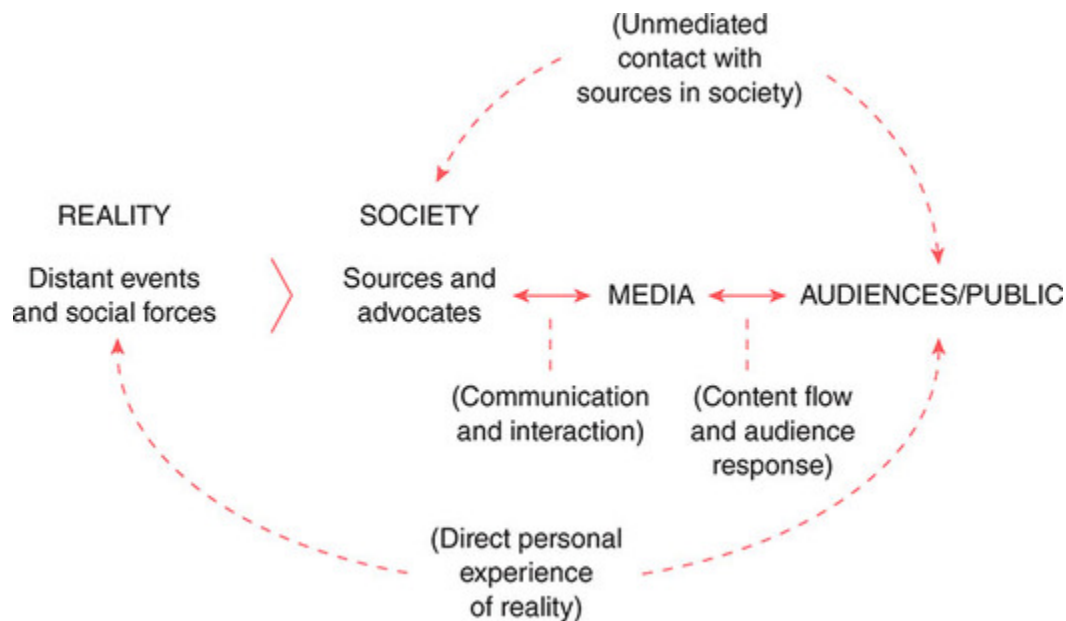 (Unmediated
contact with
sources in society)
REALITY
SOCIETY
Distant events
and social forces
Sources and
advocates
MEDIA
AUDIENCES/PUBLIC
(Communication
and interaction)
(Content flow
and audience
response)
(Direct personal
experience
of reality)